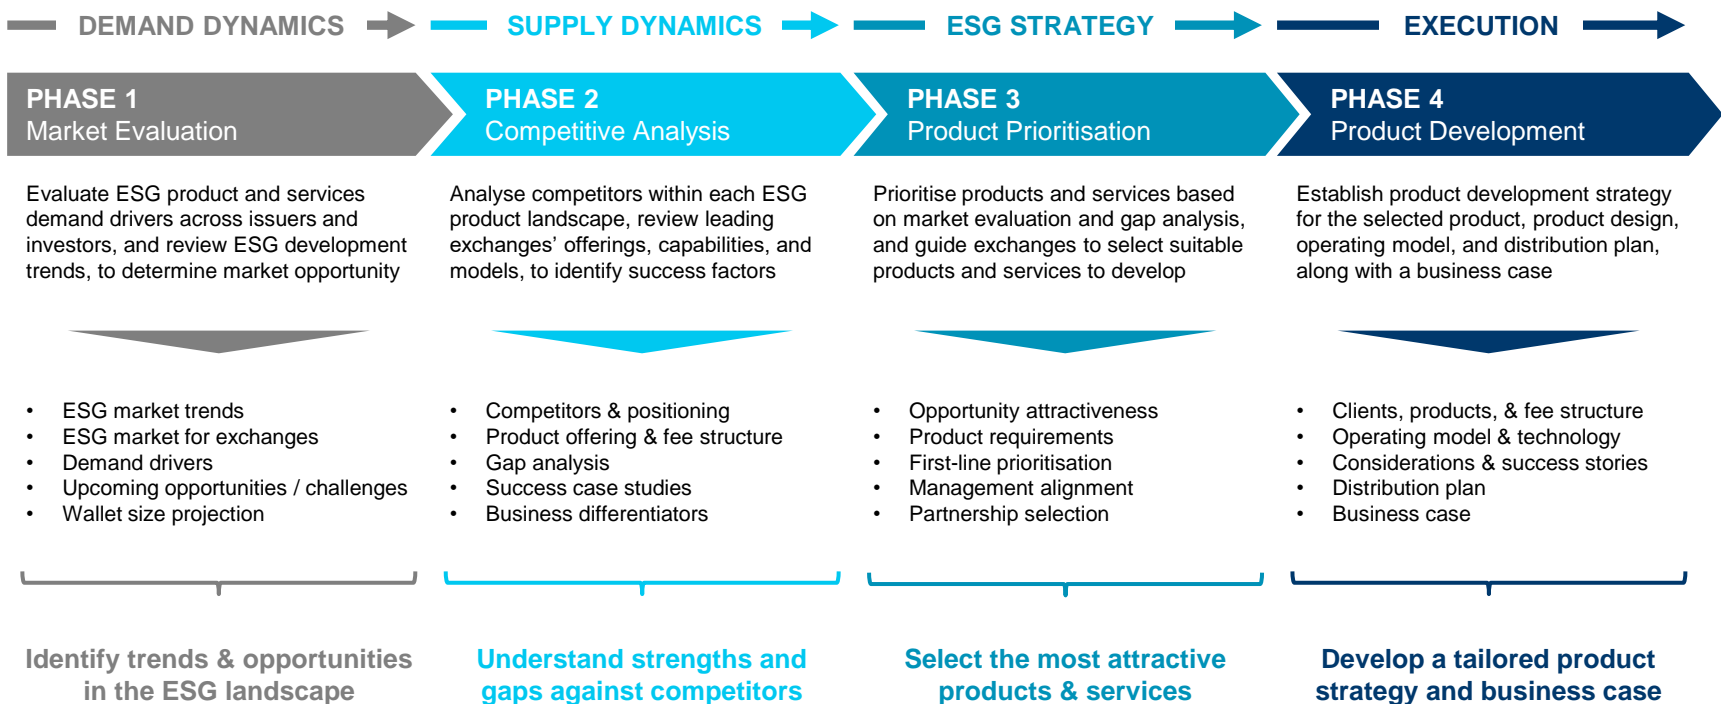 DEMAND DYNAMICS
SUPPLY DYNAMICS
ESG STRATEGY
EXECUTION
PHASE 1
Market Evaluation
PHASE 2
Competitive Analysis
PHASE 3
Product Prioritisation
PHASE 4
Product Development
Evaluate ESG product and services
demand drivers across issuers and
investors, and review ESG development
trends, to determine market opportunity
Analyse competitors within each ESG
product landscape, review leading
exchanges’ offerings, capabilities, and
models, to identify success factors
Prioritise products and services based
on market evaluation and gap analysis,
and guide exchanges to select suitable
products and services to develop
Establish product development strategy
for the selected product, product design,
operating model, and distribution plan,
along with a business case
• ESG market trends
• ESG market for exchanges
• Demand drivers
• Upcoming opportunities / challenges
• Wallet size projection
• Competitors & positioning
• Product offering & fee structure
• Gap analysis
• Success case studies
• Business differentiators
• Opportunity attractiveness
• Product requirements
• First-line prioritisation
• Management alignment
• Partnership selection
• Clients, products, & fee structure
• Operating model & technology
• Considerations & success stories
• Distribution plan
• Business case
Identify trends & opportunities
in the ESG landscape
Understand strengths and
gaps against competitors
Select the most attractive
products & services
Develop a tailored product
strategy and business case